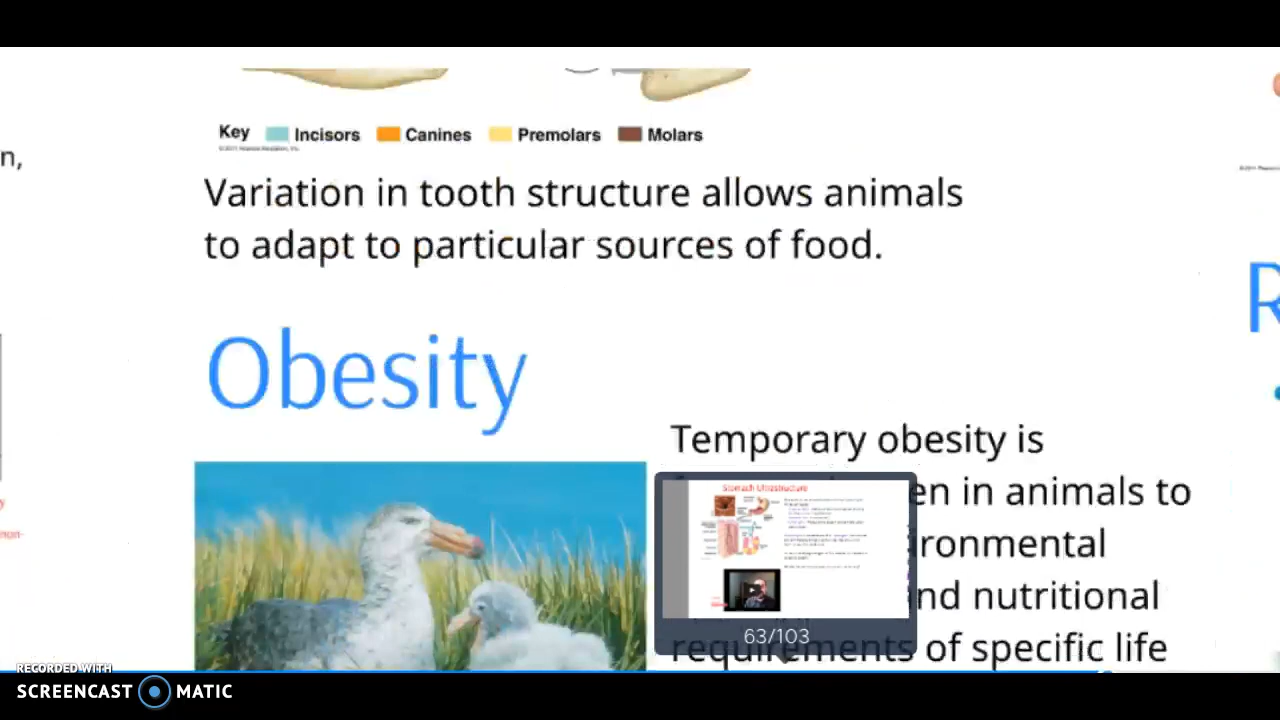 Key Incisors Canines Premolars Molars
n,
Variation in tooth structure allows animals
to adapt to particular sources of food.
R
Obesity
Temporary obesity is
en in animals to
ironmental
nd nutritional
requirements of specific life
Stomach Ultrastructure
63/103
RECORDED WITH
SCREENCAST MATIC